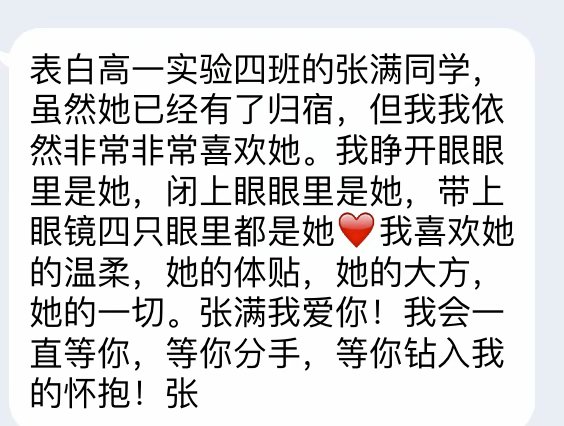 表白高一实验四班的张满同学，
虽然她已经有了归宿，但我我依
然非常非常喜欢她。我睁开眼眼
里是她，闭上眼眼里是她，带上
眼镜四只眼里都是她❤️我喜欢她
的温柔，她的体贴，她的大方，
她的一切。张满我爱你！我会一
直等你，等你分手，等你钻入我
的怀抱！张